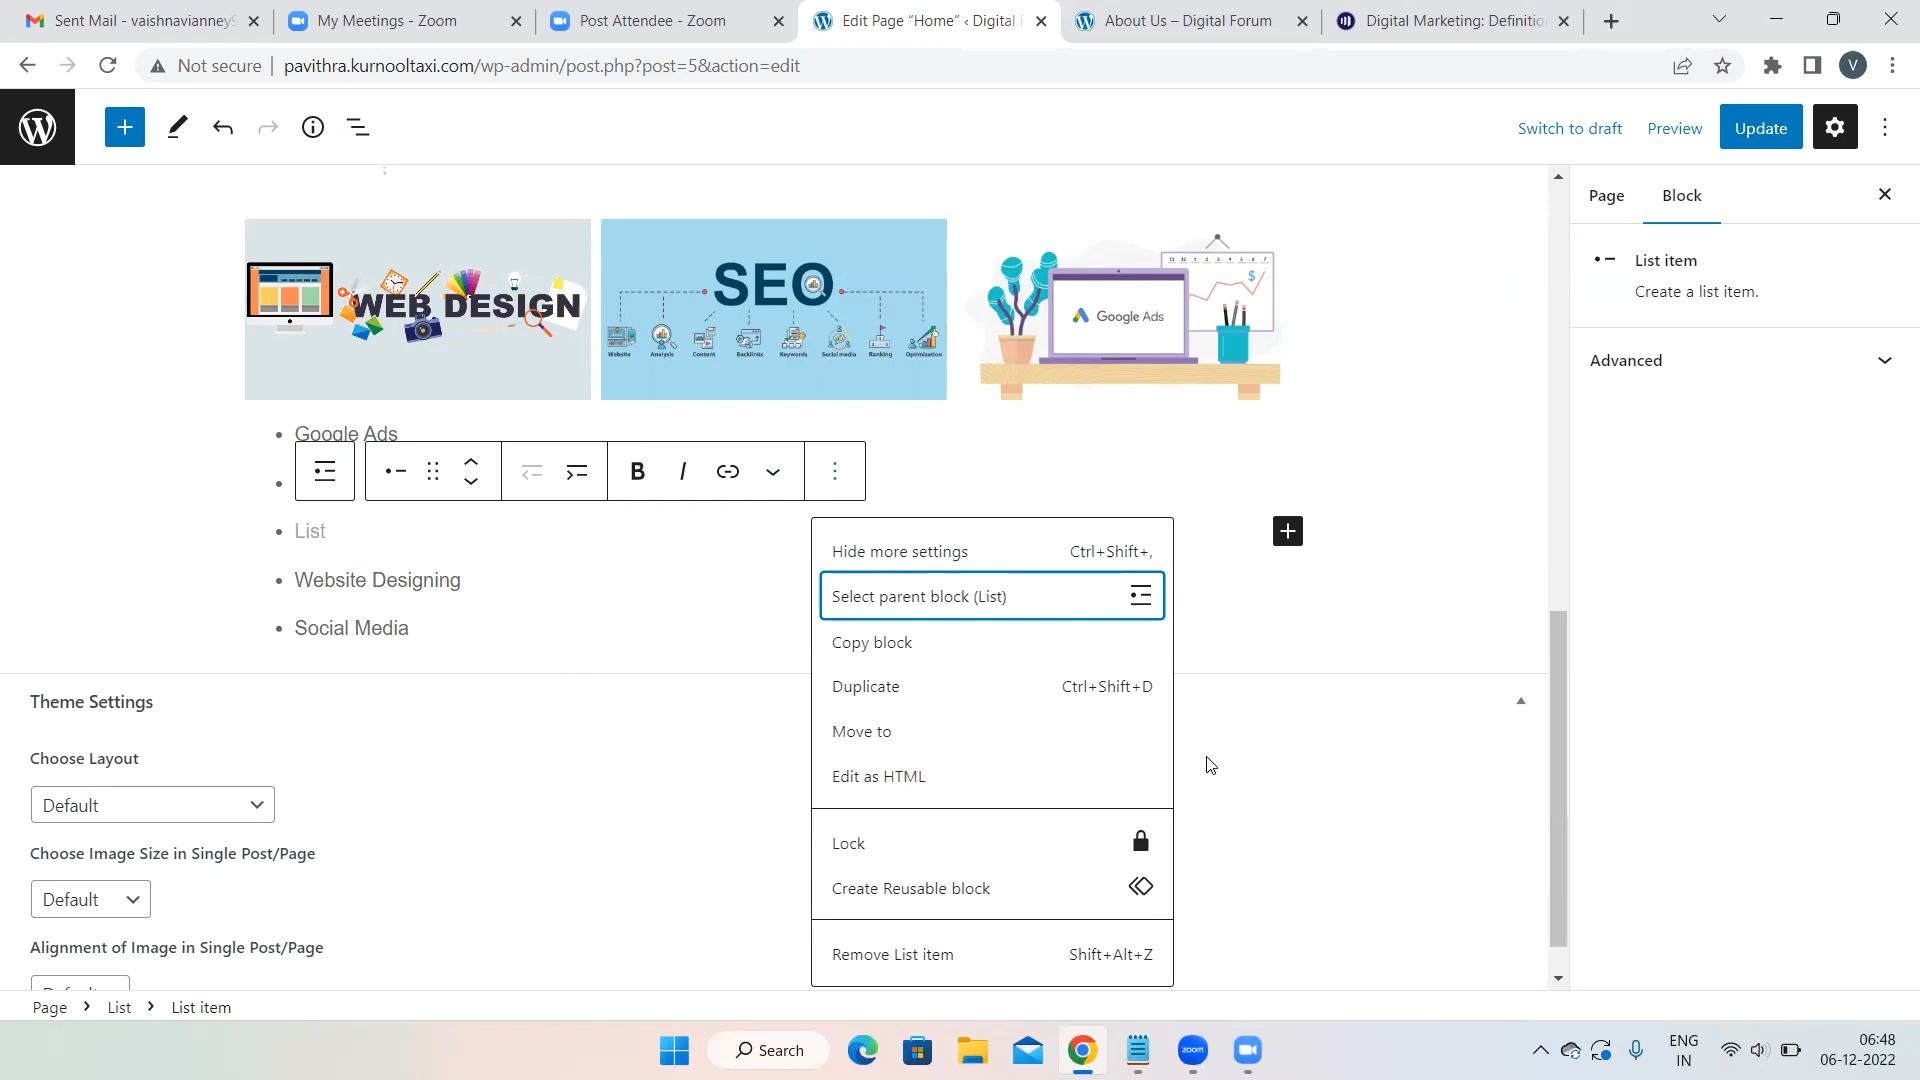 Sent Mail - vaishnavianney9
My Meetings - Zoom
Post Attendee - Zoom
Edit Page “Home” ‹ Digital F
About Us – Digital Forum
Digital Marketing: Definitio
Not secure
pavithra.kurnooltaxi.com/wp-admin/post.php?post=5&action=edit
V
Switch to draft
Preview
Update
Page
Block
List item
Create a list item.
Advanced
WEB DESIGN
SEO
Website
Analysis
Content
Backlinks
Keywords
Social media
Ranking
Optimization
Google Ads
$
Google Ads
B
I
List
Website Designing
Social Media
Hide more settings
Ctrl+Shift+,
Select parent block (List)
Copy block
Duplicate
Ctrl+Shift+D
Move to
Edit as HTML
Lock
Create Reusable block
Remove List item
Shift+Alt+Z
Theme Settings
Choose Layout
Default
Choose Image Size in Single Post/Page
Default
Alignment of Image in Single Post/Page
Page
List
List item
Search
zoom
ENG
IN
06:48
06-12-2022